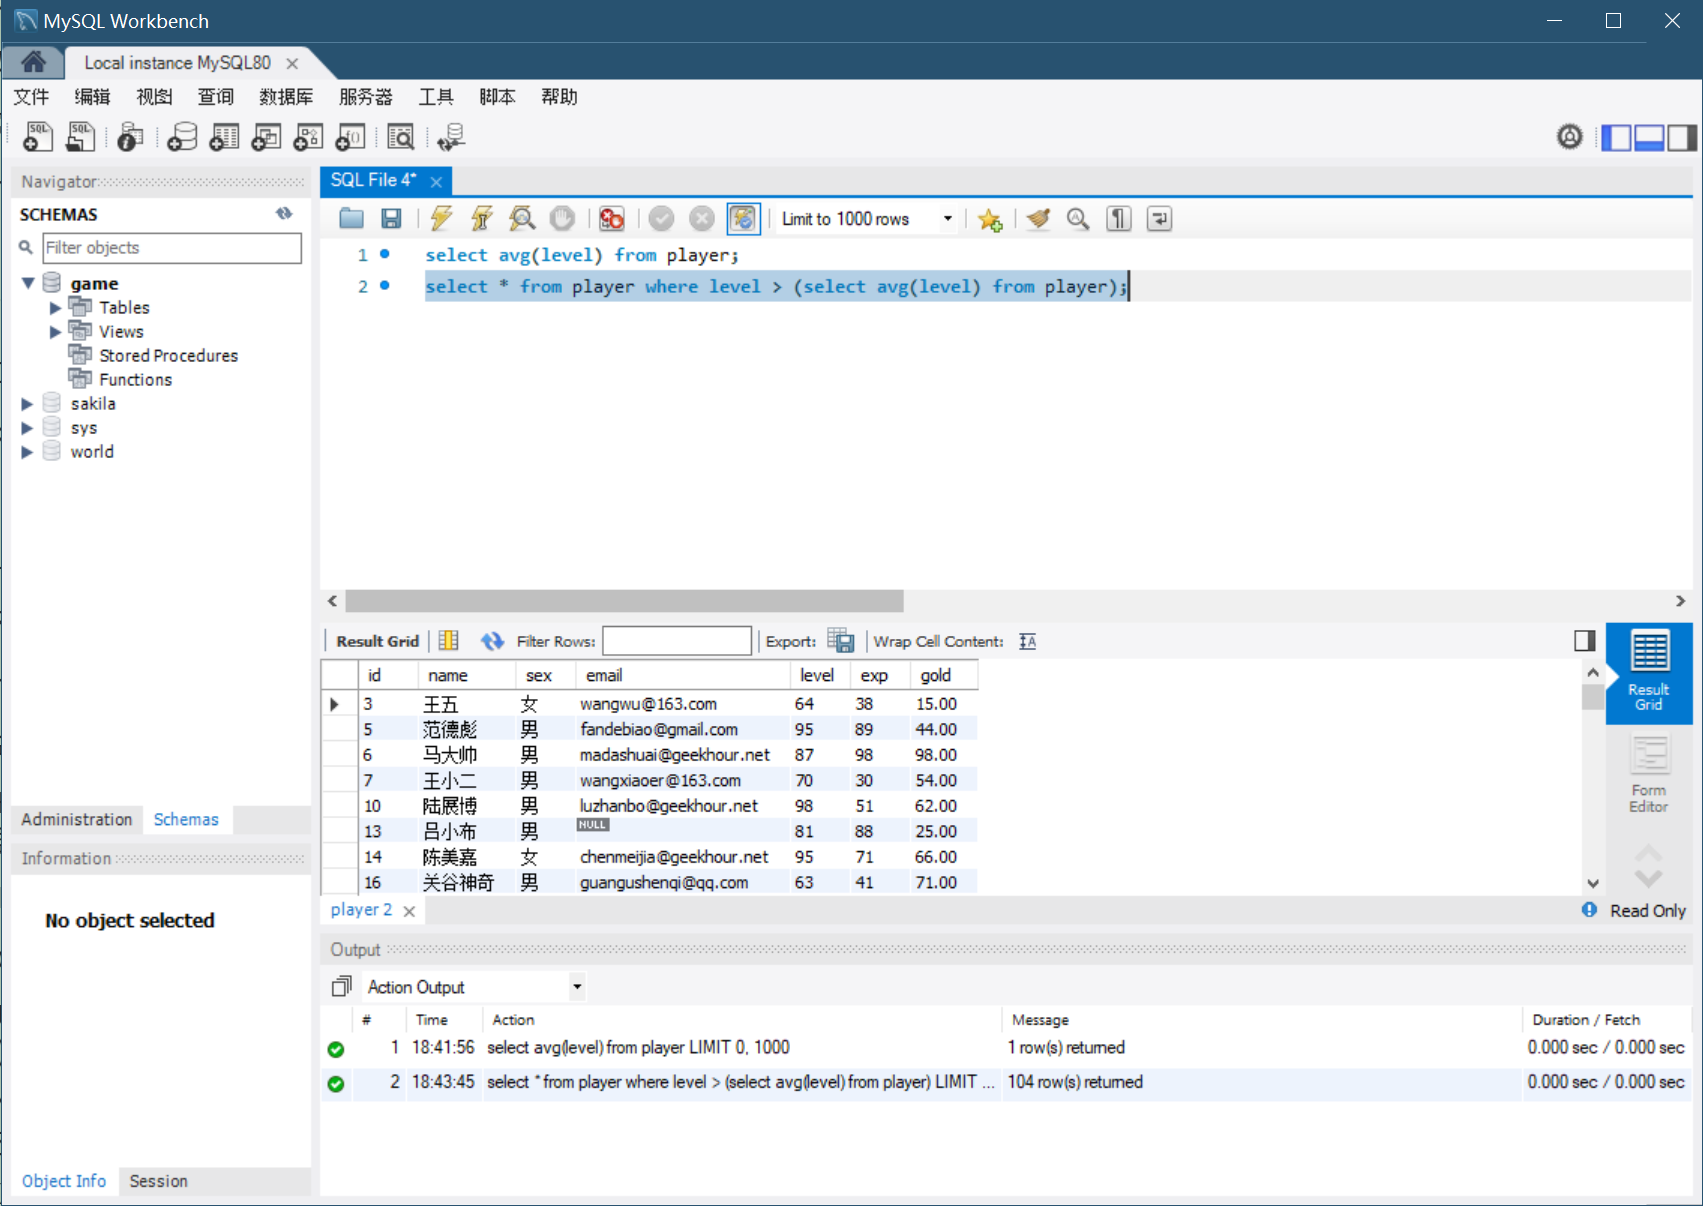 MySQL Workbench
Local instance MySQL80
文件 编辑 视图 查询 数据库 服务器 工具 脚本 帮助
Navigator
SCHEMAS
Filter objects
game
Tables
Views
Stored Procedures
Functions
sakila
sys
world
Administration Schemas
Information
No object selected
Object Info Session
SQL File 4*
Limit to 1000 rows
1 select avg(level) from player;
2 select * from player where level > (select avg(level) from player);
Result Grid Filter Rows: Export: Wrap Cell Content:
id name sex email level exp gold
3 王五 女 wangwu@163.com 64 38 15.00
5 范德彪 男 fandebiao@gmail.com 95 89 44.00
6 马大帅 男 madashuai@geekhour.net 87 98 98.00
7 王小二 男 wangxiaoer@163.com 70 30 54.00
10 陆展博 男 luzhanbo@geekhour.net 98 51 62.00
13 吕小布 男 NULL 81 88 25.00
14 陈美嘉 女 chenmeijia@geekhour.net 95 71 66.00
16 关谷神奇 男 guangushenqi@qq.com 63 41 71.00
Result
Grid
Form
Editor
player 2
Read Only
Output
Action Output
# Time Action Message Duration / Fetch
1 18:41:56 select avg(level) from player LIMIT 0, 1000 1 row(s) returned 0.000 sec / 0.000 sec
2 18:43:45 select * from player where level > (select avg(level) from player) LIMIT ... 104 row(s) returned 0.000 sec / 0.000 sec